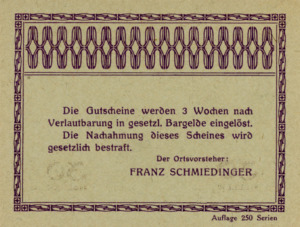 Die Gutscheine werden 3 Wochen nach
Verlautbarung in gesetzl. Bargelde eingelöst.
Die Nachahmung dieses Scheines wird
gesetzlich bestraft.
Der Ortsvorsteher:
FRANZ SCHMIEDINGER
Auflage 250 Serien